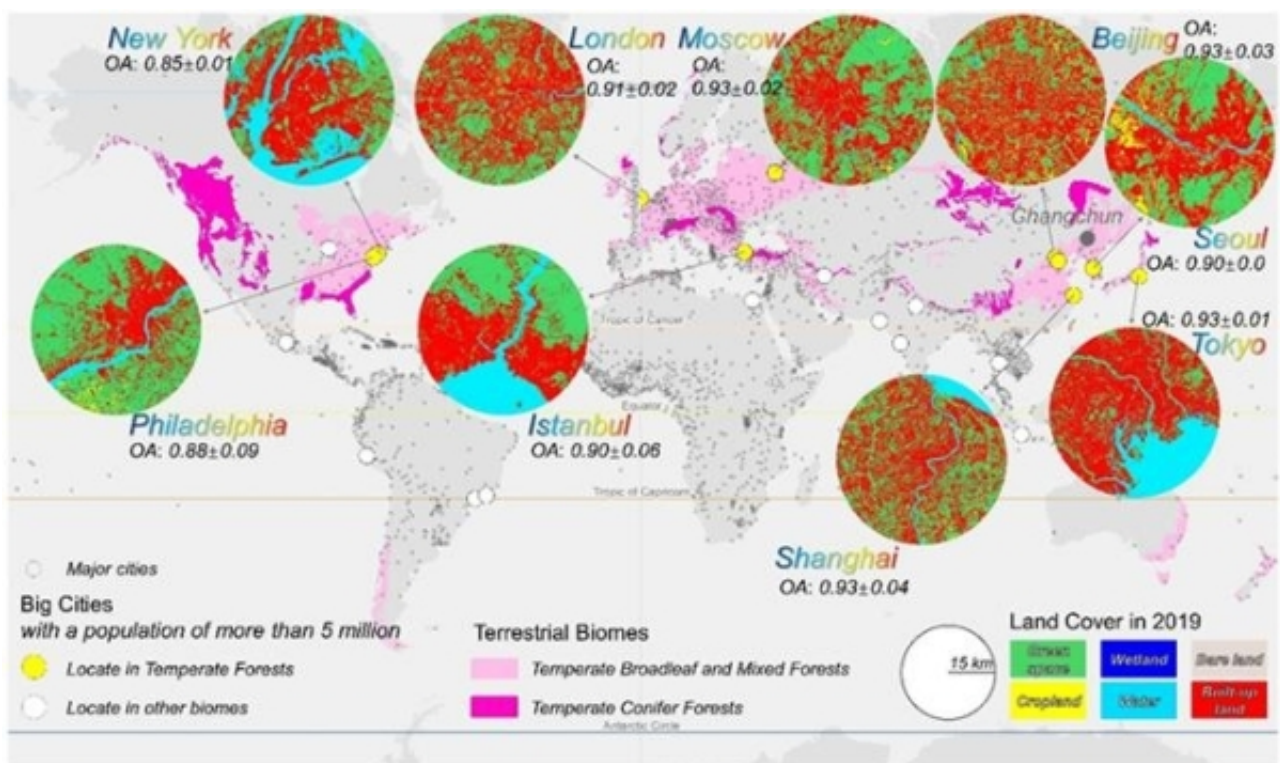 New York
OA: 0.85±0.01
London
OA:
0.91±0.02
Moscow
OA:
0.93±0.02
Beijing
OA:
0.93±0.03
Changchun
Seoul
OA: 0.90±0.0
OA: 0.93±0.01
Tokyo
Tropic of Cancer
Equator
Philadelphia
OA: 0.88±0.09
Istanbul
OA: 0.90±0.06
Tropic of Capricorn
Shanghai
OA: 0.93±0.04
Major cities
Big Cities
with a population of more than 5 million
Locate in Temperate Forests
Locate in other biomes
Terrestrial Biomes
Temperate Broadleaf and Mixed Forests
Temperate Conifer Forests
15 km
Land Cover in 2019
Green
space
Wetland
Bare land
Cropland
Water
Built-up
land
Antarctic Circle